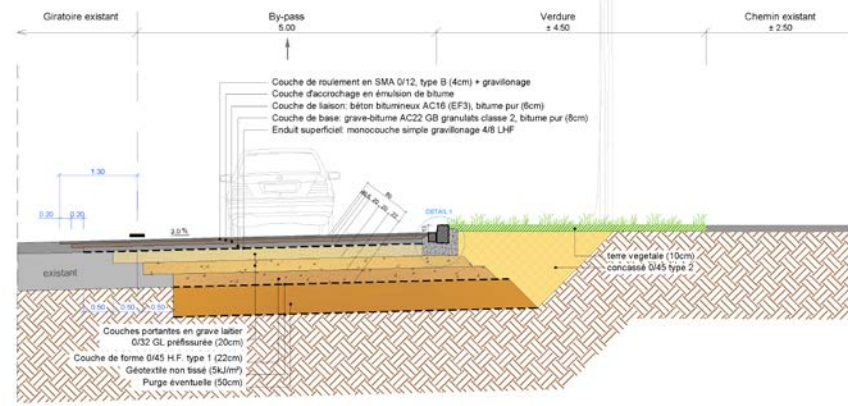 Giratoire existant
By-pass
5.00
Verdure
± 4.50
Chemin existant
± 2.50
Couche de roulement en SMA 0/12, type B (4cm) + gravillonage
Couche d'accrochage en émulsion de bitume
Couche de liaison: béton bitumineux AC16 (EF3), bitume pur (6cm)
Couche de base: grave-bitume AC22 GB granulats classe 2, bitume pur (8cm)
Enduit superficiel: monocouche simple gravillonage 4/8 LHF
1.30
0.20
0.20
2,0 %
20
20
22
DETAIL 1
existant
terre vegetale (10cm)
concassé 0/45 type 2
0.50
0.50
0.50
Couches portantes en grave laitier
0/32 GL préfissurée (20cm)
Couche de forme 0/45 H.F. type 1 (22cm)
Géotextile non tissé (5kJ/m²)
Purge éventuelle (50cm)